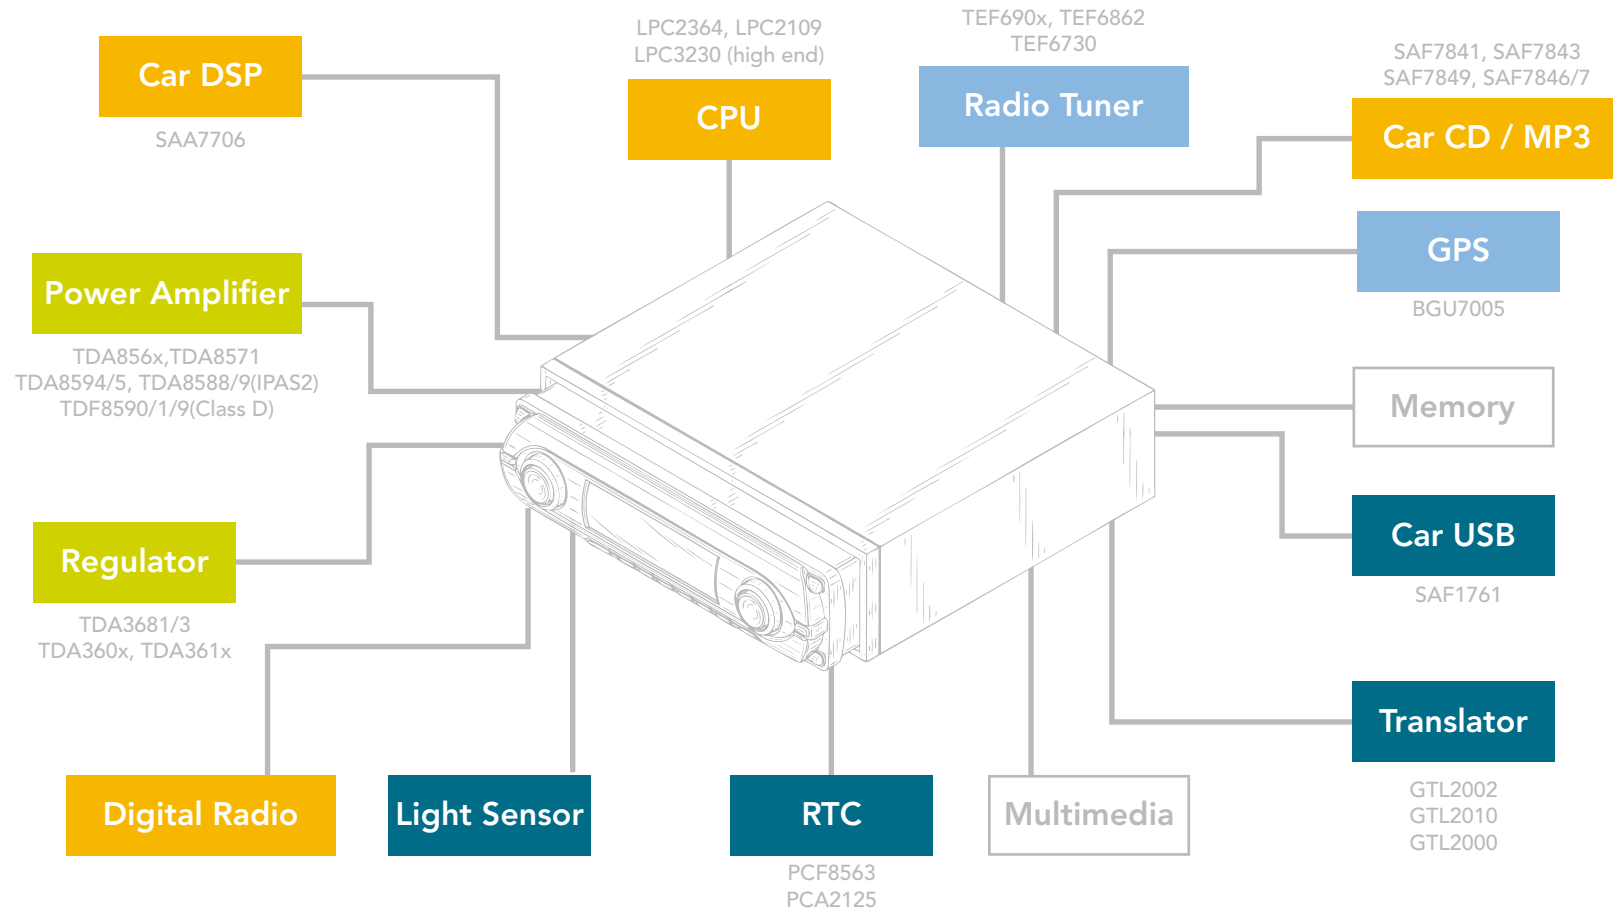 Car DSP
SAA7706
LPC2364, LPC2109
LPC3230 (high end)
CPU
TEF690x, TEF6862
TEF6730
Radio Tuner
SAF7841, SAF7843
SAF7849, SAF7846/7
Car CD / MP3
Power Amplifier
TDA856x,TDA8571
TDA8594/5, TDA8588/9(IPAS2)
TDF8590/1/9(Class D)
GPS
BGU7005
Memory
Regulator
TDA3681/3
TDA360x, TDA361x
Car USB
SAF1761
Translator
GTL2002
GTL2010
GTL2000
Digital Radio
Light Sensor
RTC
PCF8563
PCA2125
Multimedia